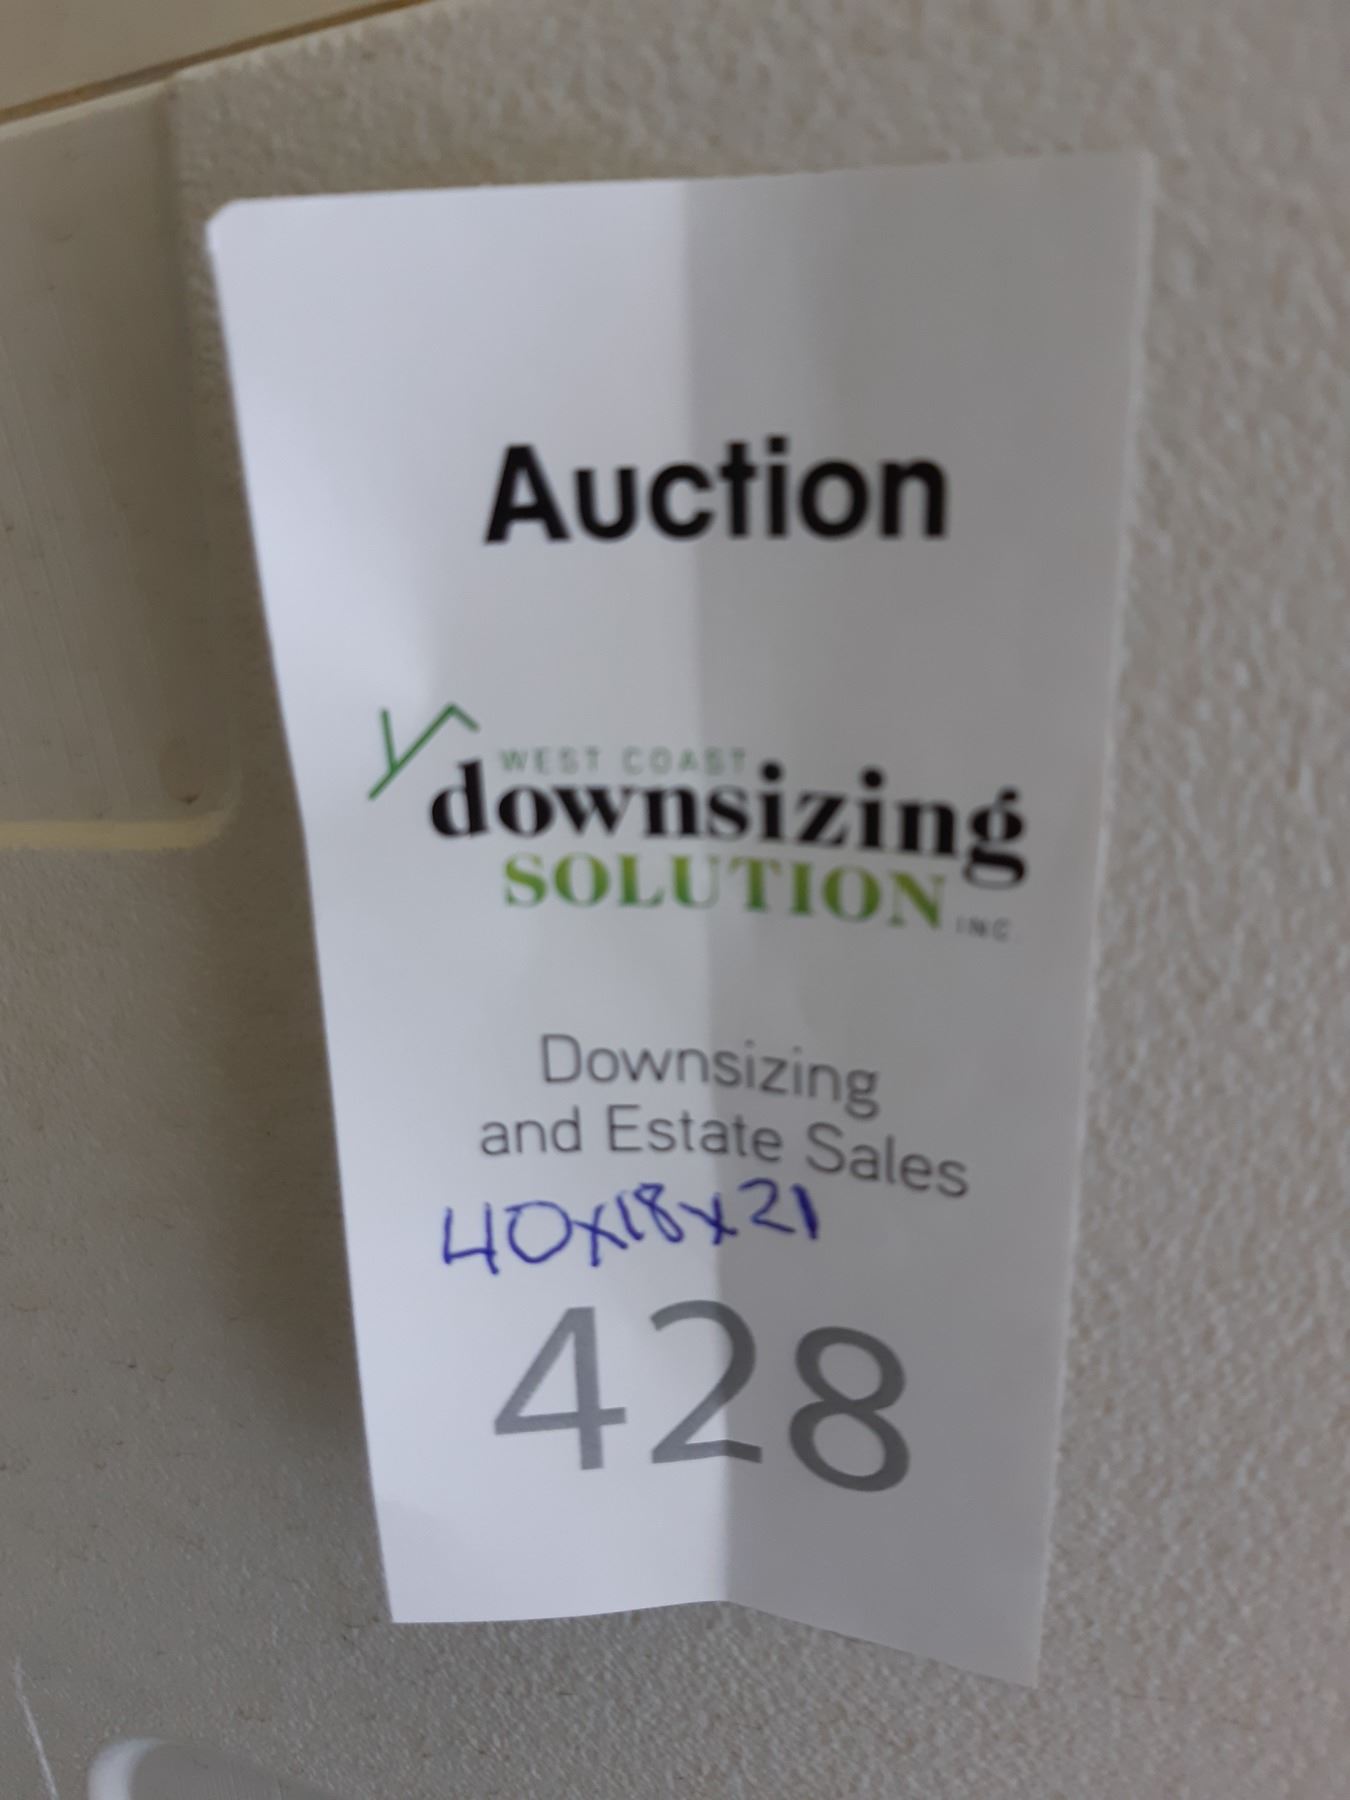 Auction
WEST COAST
downsizing
SOLUTION INC.
Downsizing
and Estate Sales
40x18x21
428